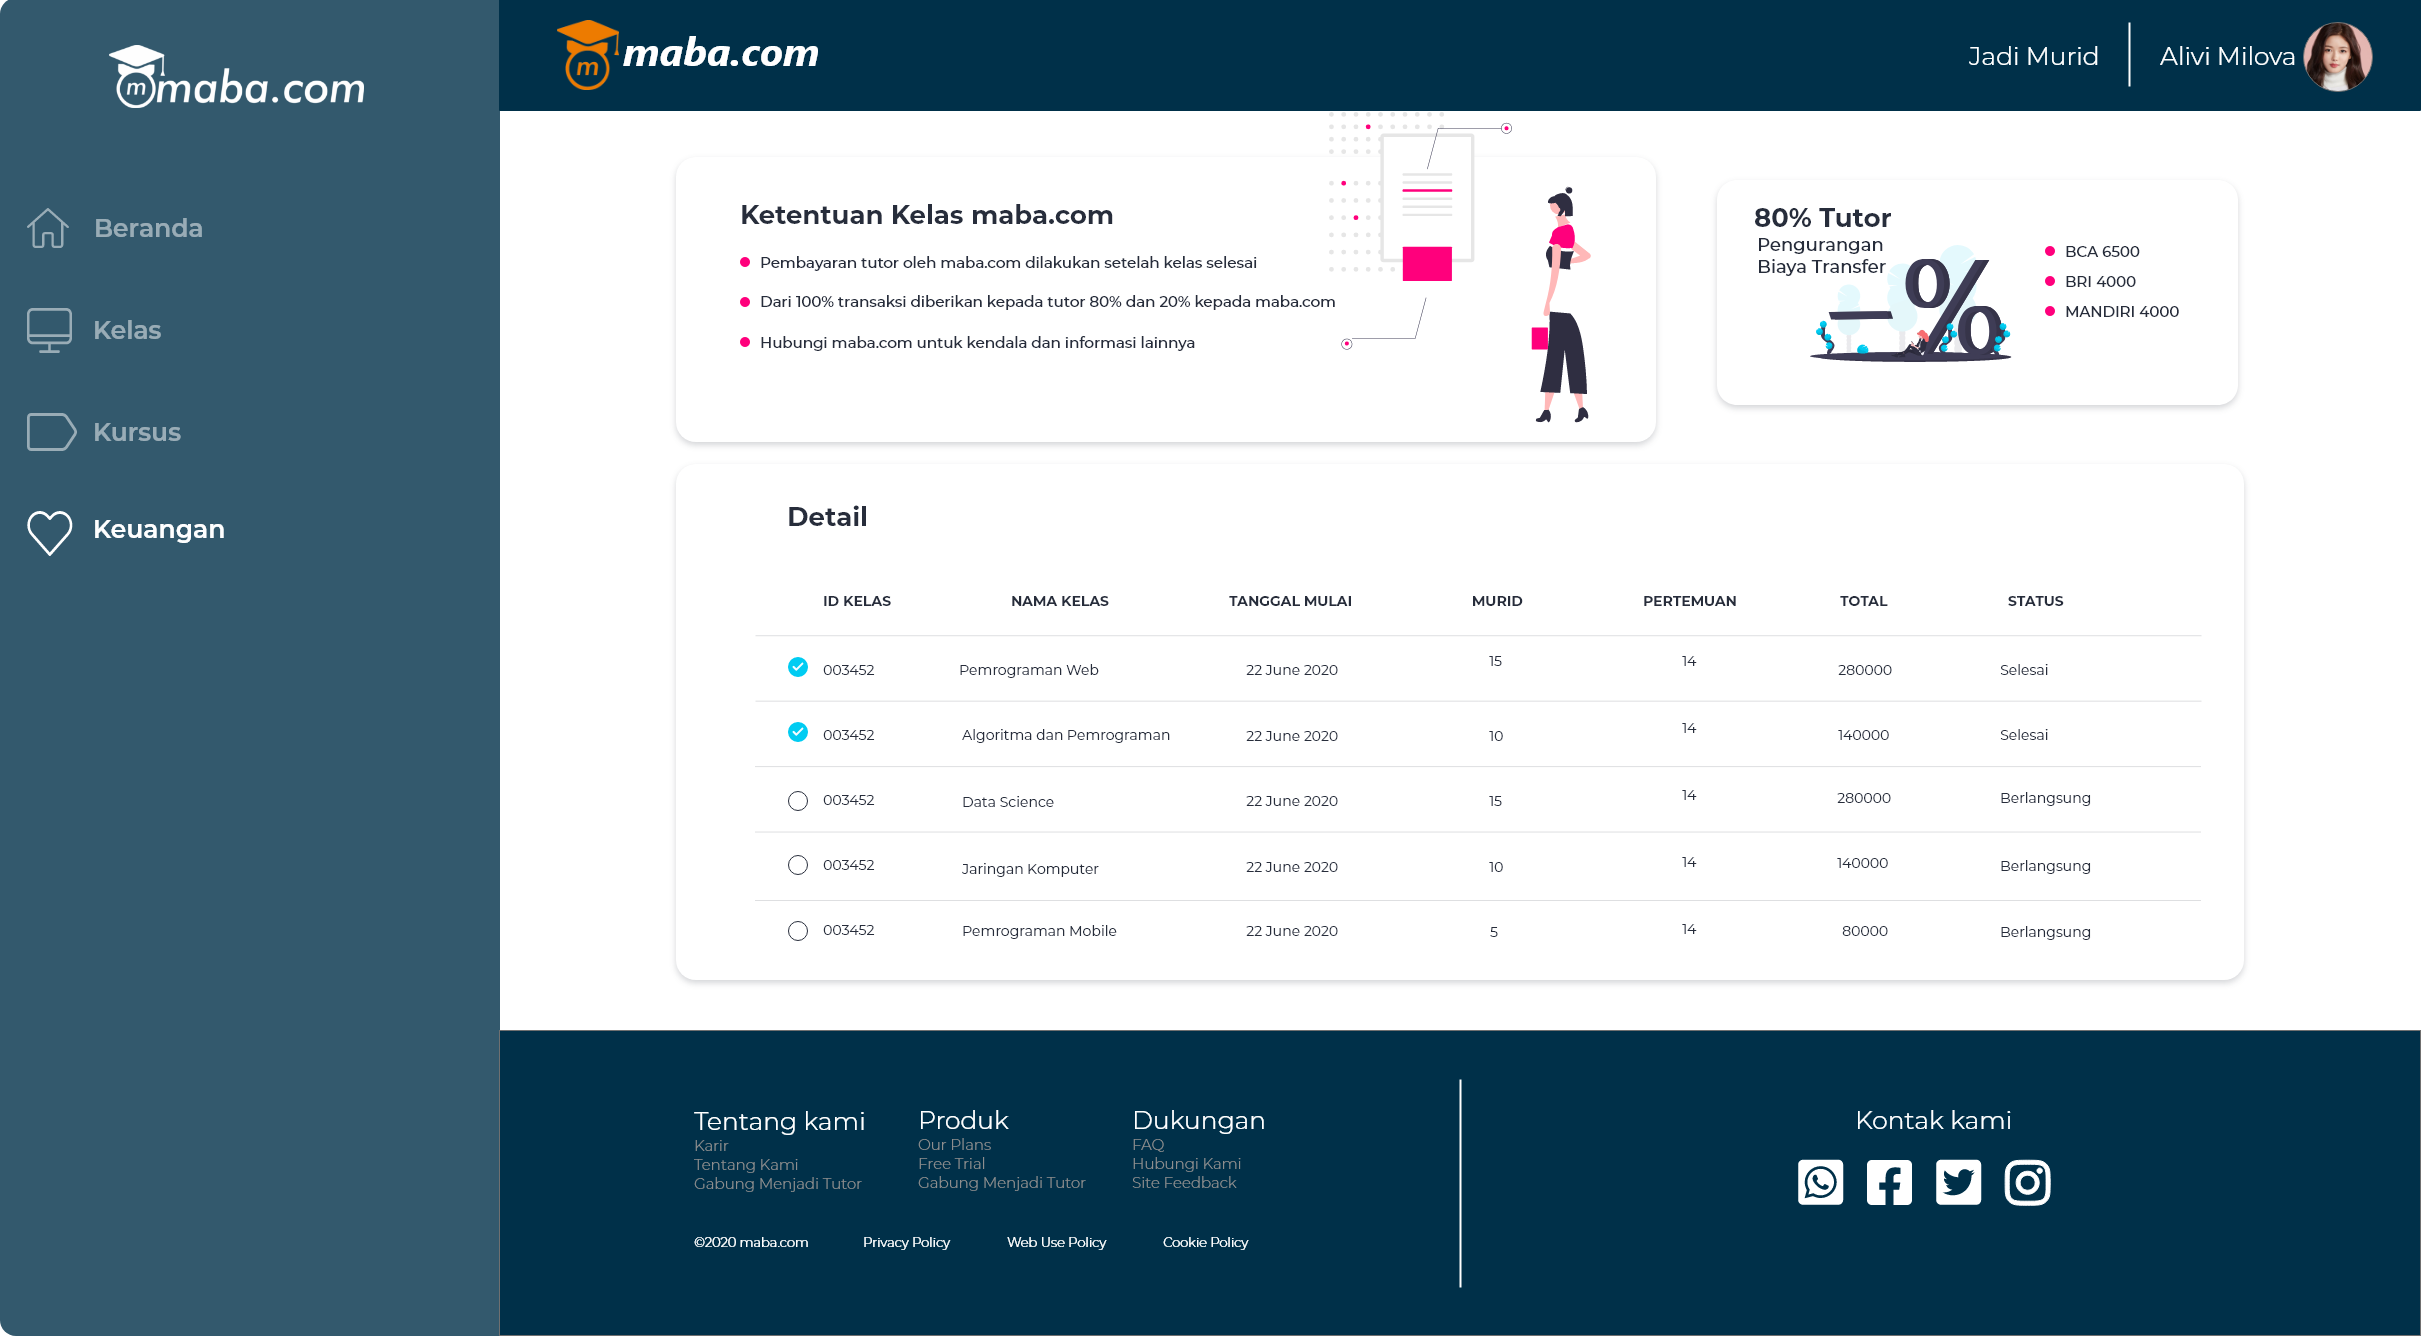 mmaba.com
Beranda
Kelas
Kursus
Keuangan
m maba.com
Jadi Murid
Alivi Milova
Ketentuan Kelas maba.com
Pembayaran tutor oleh maba.com dilakukan setelah kelas selesai
Dari 100% transaksi diberikan kepada tutor 80% dan 20% kepada maba.com
Hubungi maba.com untuk kendala dan informasi lainnya
80% Tutor
Pengurangan
Biaya Transfer
-%
BCA 6500
BRI 4000
MANDIRI 4000
Detail
ID KELAS NAMA KELAS TANGGAL MULAI MURID PERTEMUAN TOTAL STATUS
003452 Pemrograman Web 22 June 2020 15 14 280000 Selesai
003452 Algoritma dan Pemrograman 22 June 2020 10 14 140000 Selesai
003452 Data Science 22 June 2020 15 14 280000 Berlangsung
003452 Jaringan Komputer 22 June 2020 10 14 140000 Berlangsung
003452 Pemrograman Mobile 22 June 2020 5 14 80000 Berlangsung
Tentang kami
Karir
Tentang Kami
Gabung Menjadi Tutor
Produk
Our Plans
Free Trial
Gabung Menjadi Tutor
Dukungan
FAQ
Hubungi Kami
Site Feedback
©2020 maba.com Privacy Policy Web Use Policy Cookie Policy
Kontak kami